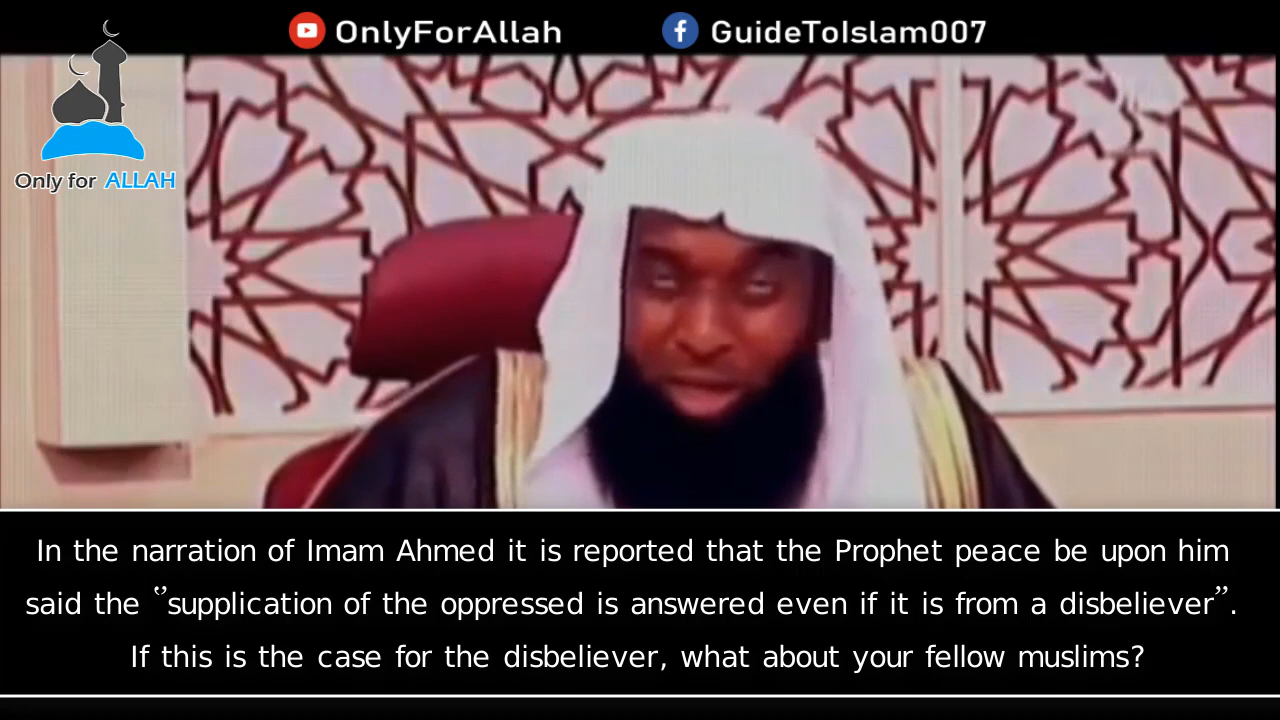 OnlyForAllah
GuideToIslam007
Only for ALLAH
In the narration of Imam Ahmed it is reported that the Prophet peace be upon him
said the ‟supplication of the oppressed is answered even if it is from a disbeliever”.
If this is the case for the disbeliever, what about your fellow muslims?